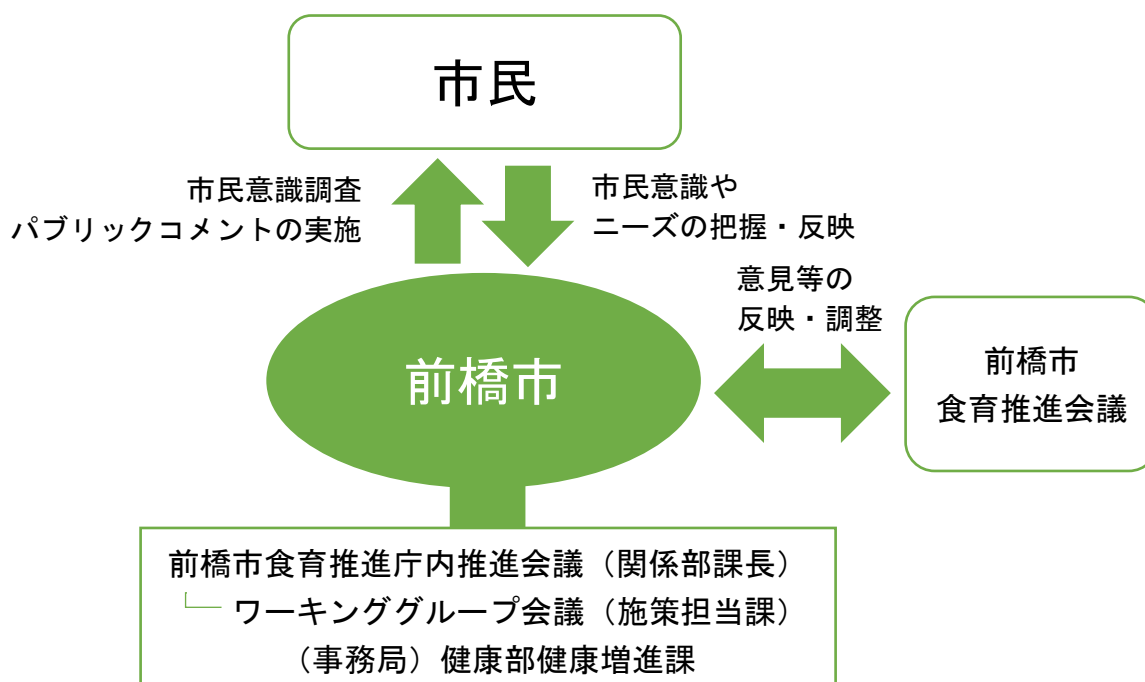 市民
市民意識調査
パブリックコメントの実施
市民意識や
ニーズの把握・反映
意見等の
反映・調整
前橋市
前橋市
食育推進会議
前橋市食育推進庁内推進会議（関係部課長）
ワーキンググループ会議（施策担当課）
（事務局）健康部健康増進課